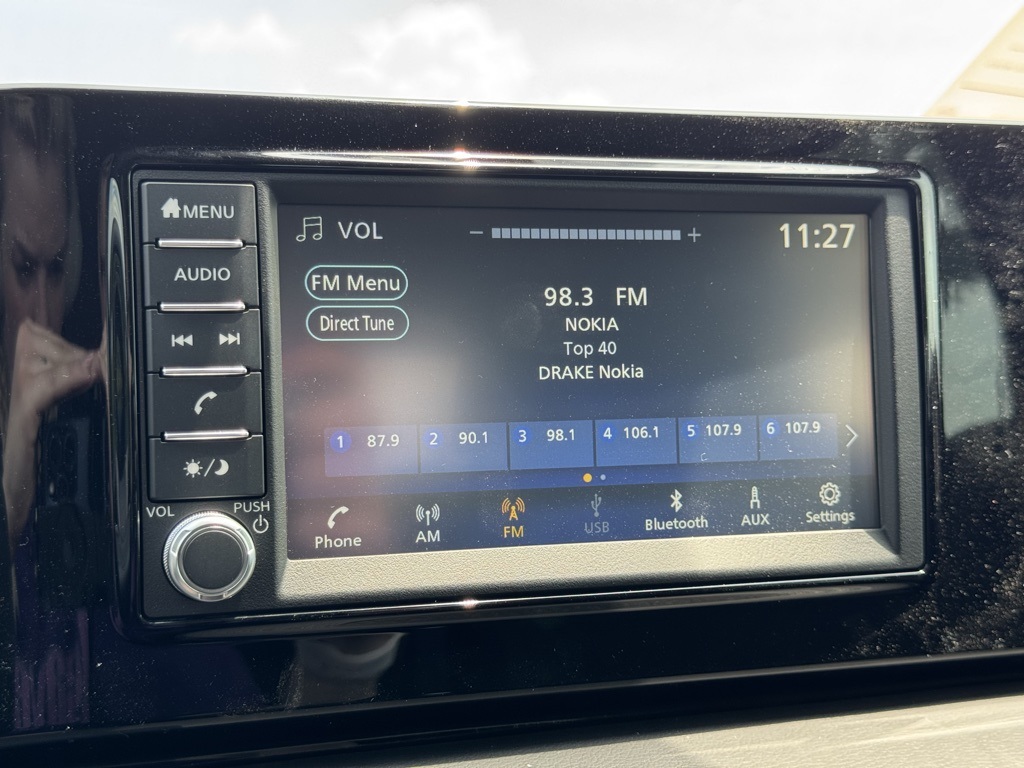 MENU
AUDIO
VOL
PUSH
VOL
− +
11:27
FM Menu
Direct Tune
98.3 FM
NOKIA
Top 40
DRAKE Nokia
1 87.9
2 90.1
3 98.1
4 106.1
5 107.9
6 107.9
Phone
AM
FM
USB
Bluetooth
AUX
Settings